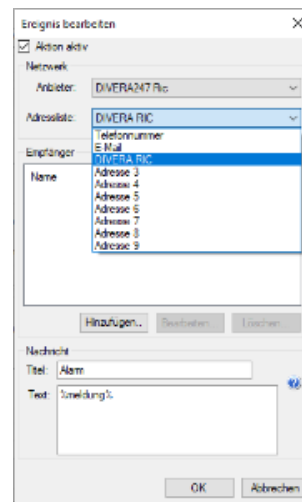 Ereignis bearbeiten
Aktion aktiv
Netzwerk
Anbieter: DIVERA247 Ric
Adressliste: DIVERA RIC
Telefonnummer
E-Mail
DIVERA RIC
Adresse 3
Adresse 4
Adresse 5
Adresse 6
Adresse 7
Adresse 8
Adresse 9
Empfänger
Name
Hinzufügen... Bearbeiten... Löschen...
Nachricht
Titel: Alarm
Text: %meldung%
OK Abbrechen